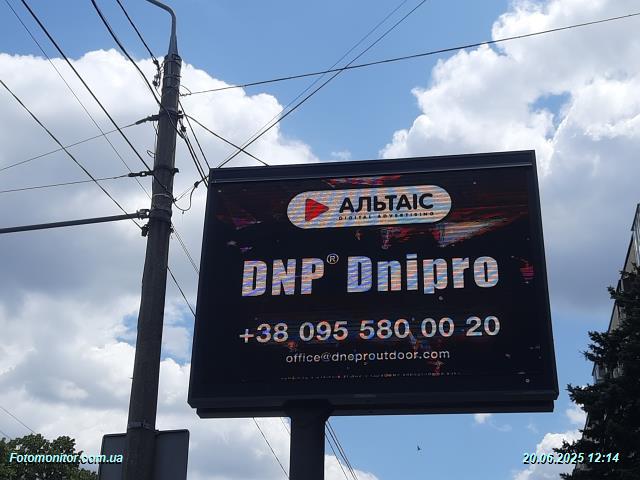 АЛЬТАІС
DIGITAL ADVERTISING
DNP® Dnipro
+38 095 580 00 20
office@dneproutdoor.com
Fotomonitor.com.ua
20.06.2025 12:14